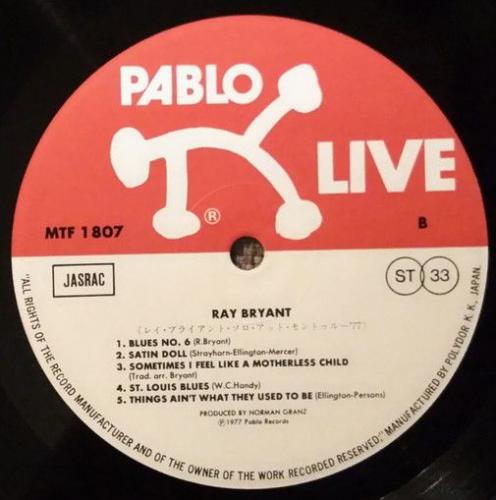 PABLO
LIVE
®
MTF 1807
B
JASRAC
ST 33
RAY BRYANT
(レイ・ブライアント・ソロ・アット・モントゥルー'77)
1. BLUES NO. 6 (R.Bryant)
2. SATIN DOLL (Strayhorn-Ellington-Mercer)
3. SOMETIMES I FEEL LIKE A MOTHERLESS CHILD
(Trad. arr. Bryant)
4. ST. LOUIS BLUES (W.C.Handy)
5. THINGS AIN'T WHAT THEY USED TO BE (Ellington-Persons)
PRODUCED BY NORMAN GRANZ
Ⓟ1977 Pablo Records
"ALL RIGHTS OF THE RECORD MANUFACTURER AND OF THE OWNER OF THE WORK RECORDED RESERVED," MANUFACTURED BY POLYDOR K.K., JAPAN.